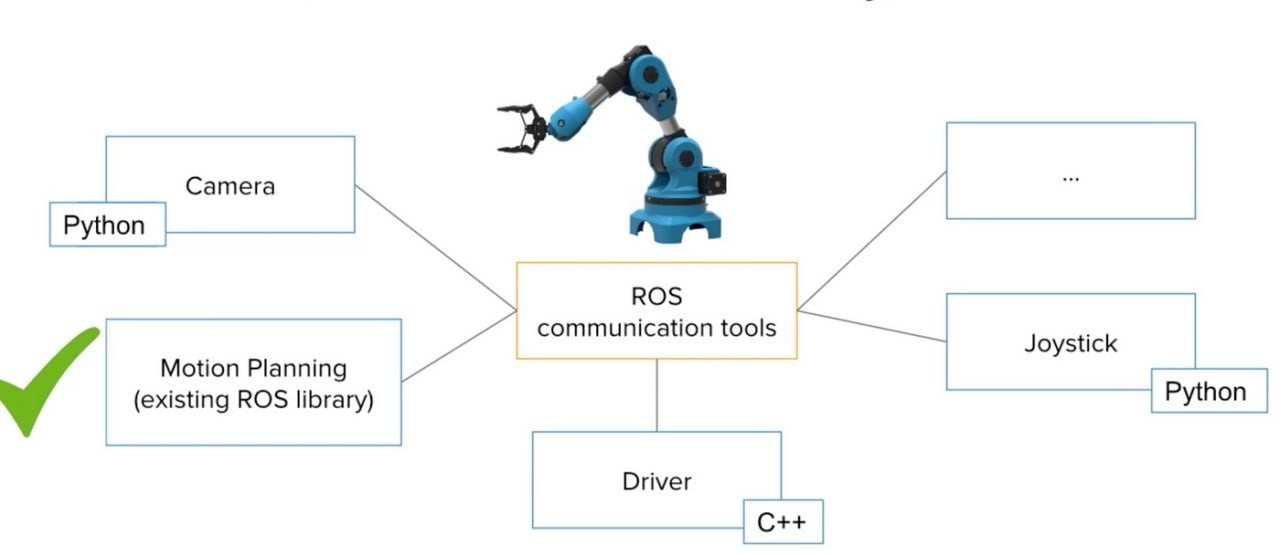 Camera
Python
Motion Planning
(existing ROS library)
ROS
communication tools
Driver
C++
...
Joystick
Python